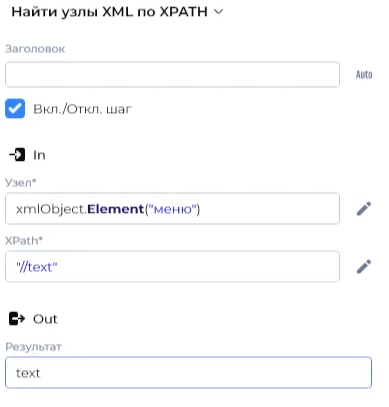 Найти узлы XML по XPATH
Заголовок
Auto
Вкл./Откл. шаг
In
Узел*
xmlObject.Element("меню")
XPath*
"//text"
Out
Результат
text